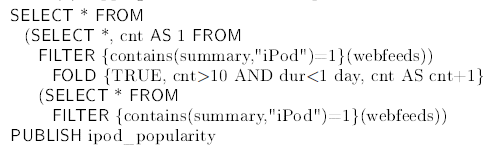 SELECT * FROM
(SELECT *, cnt AS 1 FROM
FILTER {contains(summary,"iPod")=1}(webfeeds))
FOLD {TRUE, cnt>10 AND dur<1 day, cnt AS cnt+1}
(SELECT * FROM
FILTER {contains(summary,"iPod")=1}(webfeeds))
PUBLISH ipod_popularity